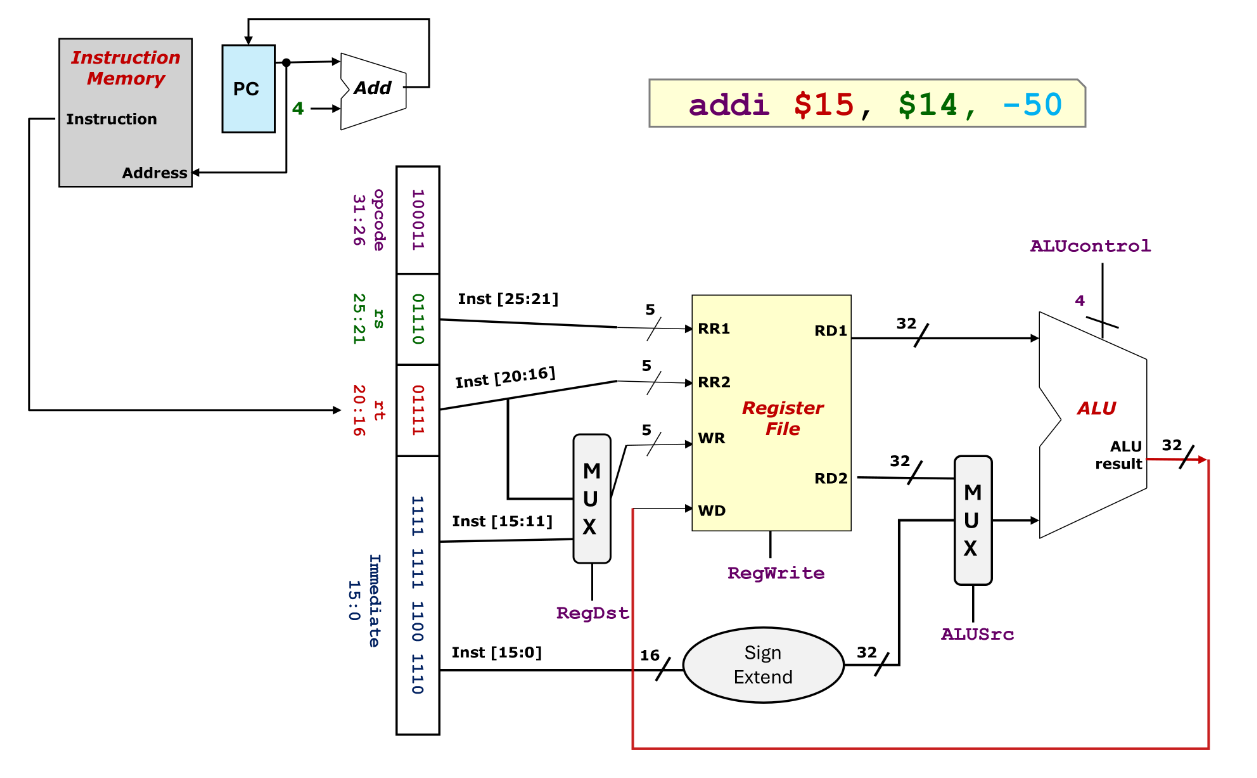 Instruction
Memory
Instruction
Address
PC
4
Add
addi $15, $14, -50
opcode
31:26
100011
rs
25:21
01110
rt
20:16
01111
Immediate
15:0
1111 1111 1100 1110
Inst [25:21]
5
Inst [20:16]
5
Inst [15:11]
5
Inst [15:0]
16
MUX
RegDst
RR1
RR2
WR
WD
RD1
RD2
Register
File
RegWrite
32
32
Sign
Extend
32
MUX
ALUSrc
ALUcontrol
4
ALU
ALU
result
32